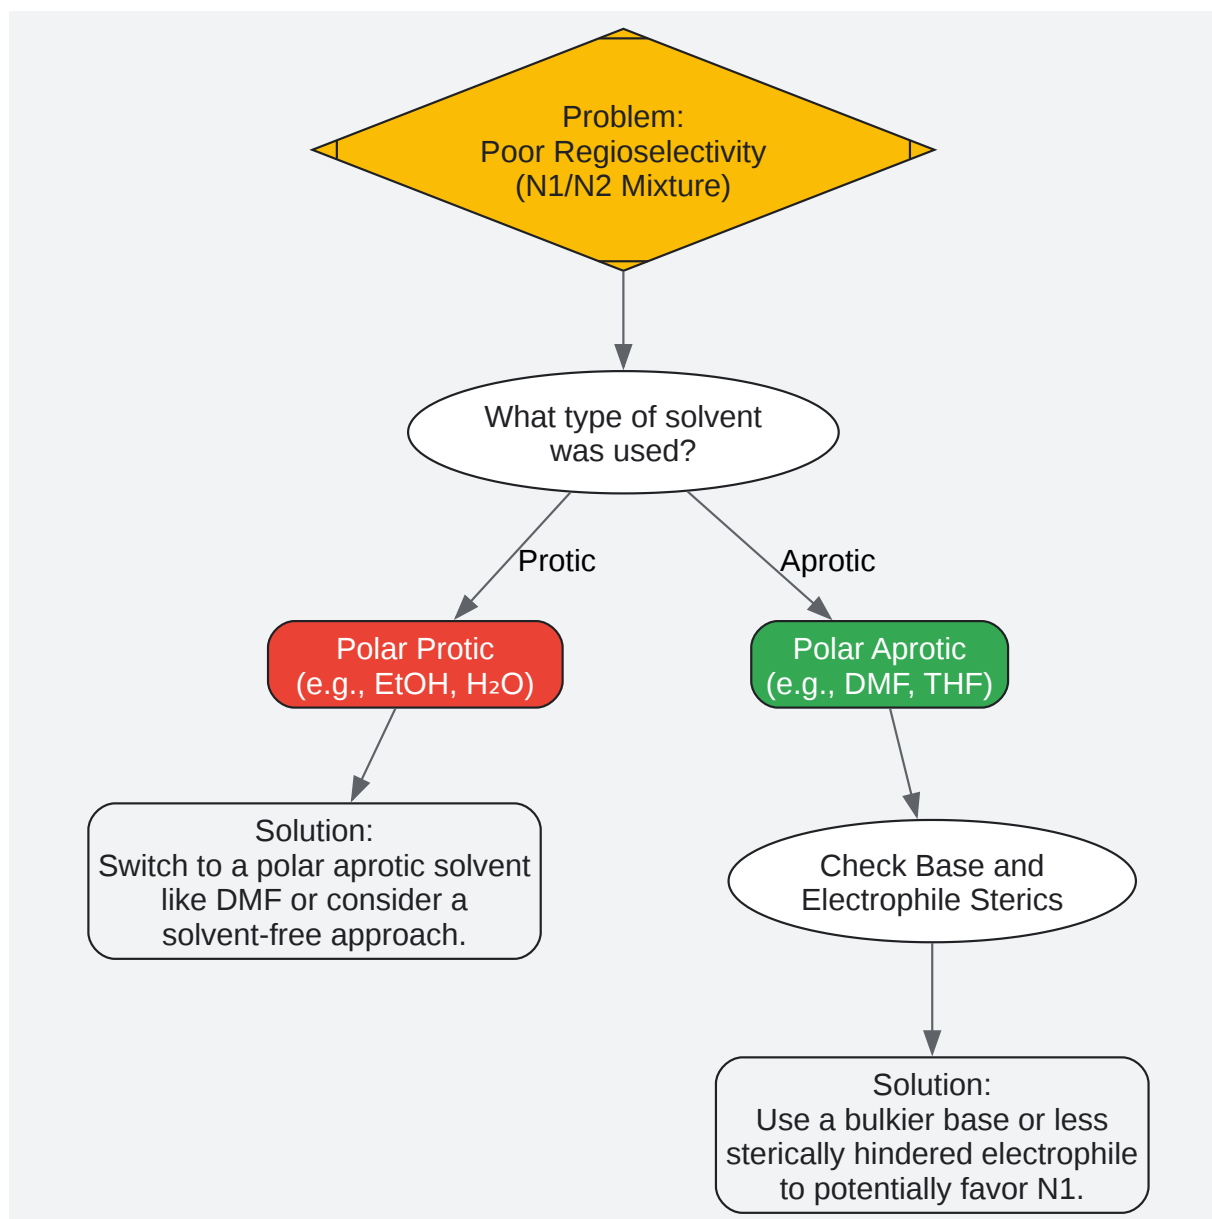 Problem:
Poor Regioselectivity
(N1/N2 Mixture)
What type of solvent
was used?
Protic
Aprotic
Polar Protic
(e.g., EtOH, H₂O)
Polar Aprotic
(e.g., DMF, THF)
Solution:
Switch to a polar aprotic solvent
like DMF or consider a
solvent-free approach.
Check Base and
Electrophile Sterics
Solution:
Use a bulkier base or less
sterically hindered electrophile
to potentially favor N1.